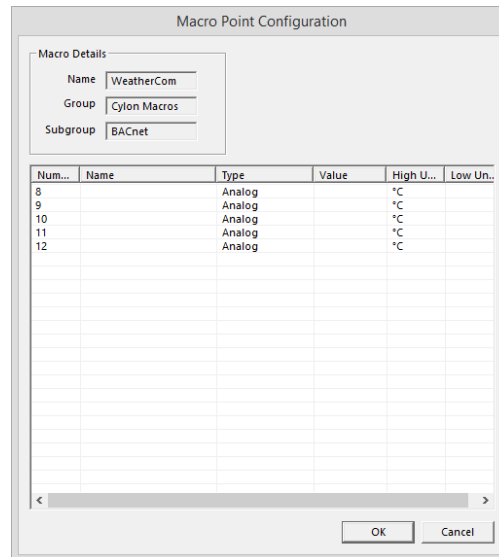 Macro Point Configuration
Macro Details
Name WeatherCom
Group Cylon Macros
Subgroup BACnet
Num... Name Type Value High U... Low Un..
8 Analog °C
9 Analog °C
10 Analog °C
11 Analog °C
12 Analog °C
OK Cancel